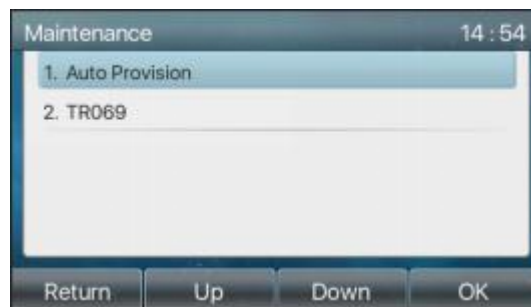 Maintenance 14 : 54
1. Auto Provision
2. TR069
Return Up Down OK